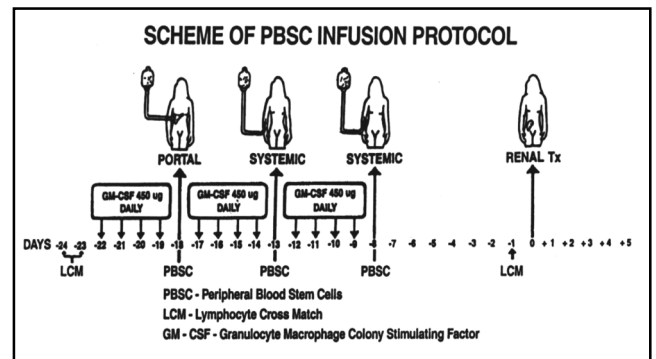 SCHEME OF PBSC INFUSION PROTOCOL
PORTAL SYSTEMIC SYSTEMIC RENAL Tx
GM-CSF 450 ug GM-CSF 450 ug GM-CSF 450 ug
DAILY DAILY DAILY
DAYS -24 -23 -22 -21 -20 -19 -18 -17 -16 -15 -14 -13 -12 -11 -10 -9 -8 -7 -6 -5 -4 -3 -2 -1 0 +1 +2 +3 +4 +5
LCM PBSC PBSC PBSC LCM
PBSC - Peripheral Blood Stem Cells
LCM - Lymphocyte Cross Match
GM - CSF - Granulocyte Macrophage Colony Stimulating Factor